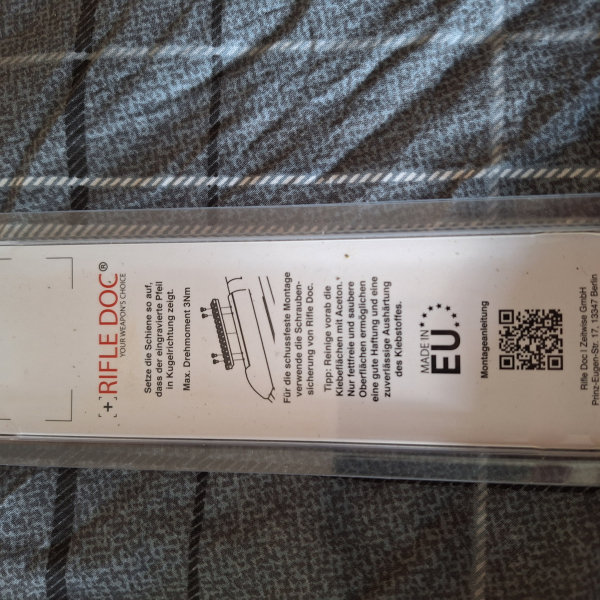 RIFLE DOC®
YOUR WEAPON'S CHOICE
Setze die Schiene so auf,
dass der eingravierte Pfeil
in Kugelrichtung zeigt.
Max. Drehmoment 3Nm
Für die schussfeste Montage
verwende die Schrauben-
sicherung von Rifle Doc.
Tipp: Reinige vorab die
Klebeflächen mit Aceton.
Nur fettfreie und saubere
Oberflächen ermöglichen
eine gute Haftung und eine
zuverlässige Aushärtung
des Klebstoffes.
MADE IN
EU.
Montageanleitung
Rifle Doc | Zeitwise GmbH
Prinz-Eugen-Str. 17, 13347 Berlin